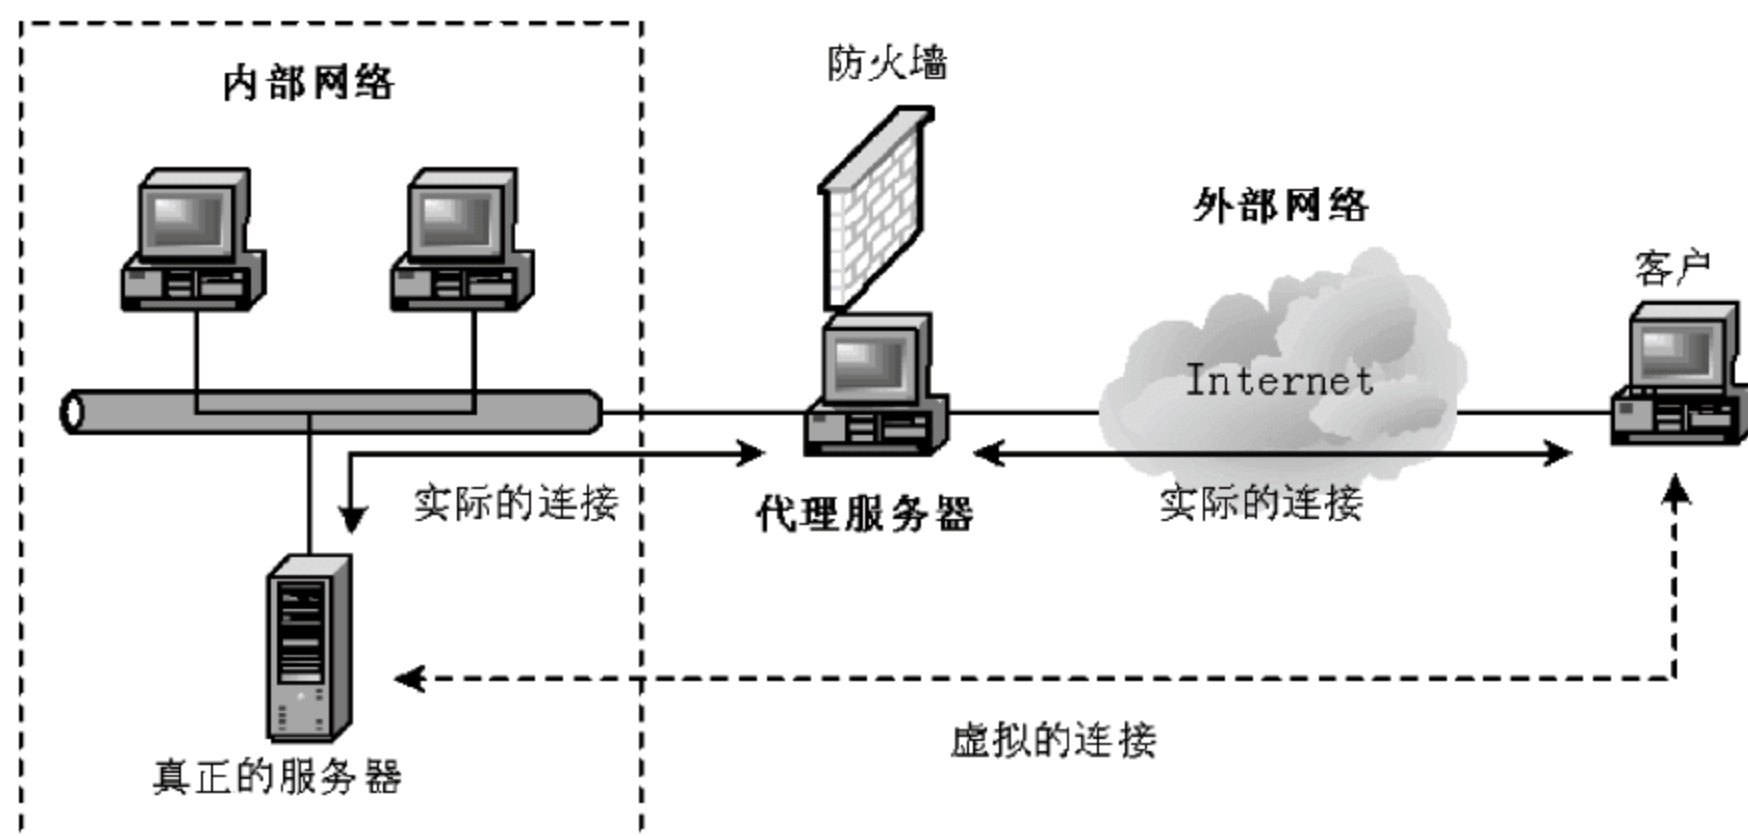 防火墙
内部网络
外部网络
客户
Internet
实际的连接
代理服务器
实际的连接
虚拟的连接
真正的服务器